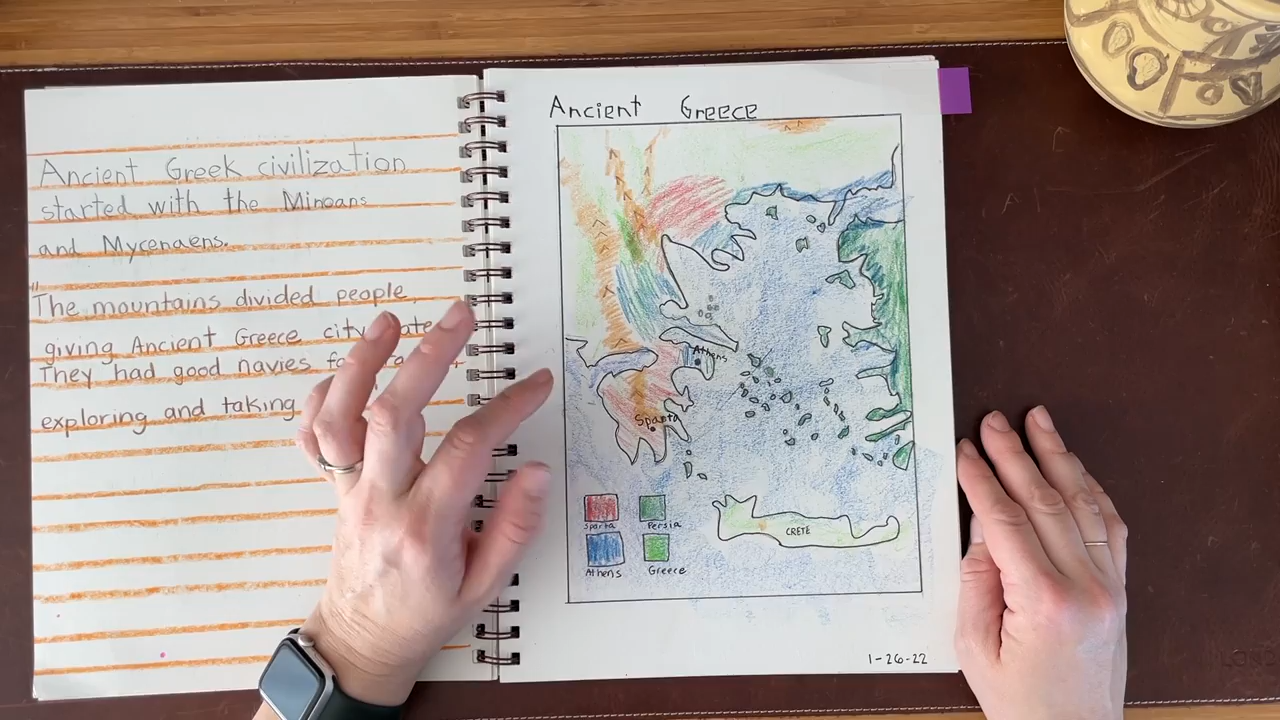 Ancient Greek civilization
started with the Minoans
and Mycenaens.
The mountains divided people,
giving Ancient Greece city
They had good navies
exploring and taking
Ancient Greece
Athens
Sparta
CRETE
Sparta
Persia
Athens
Greece
1-26-22